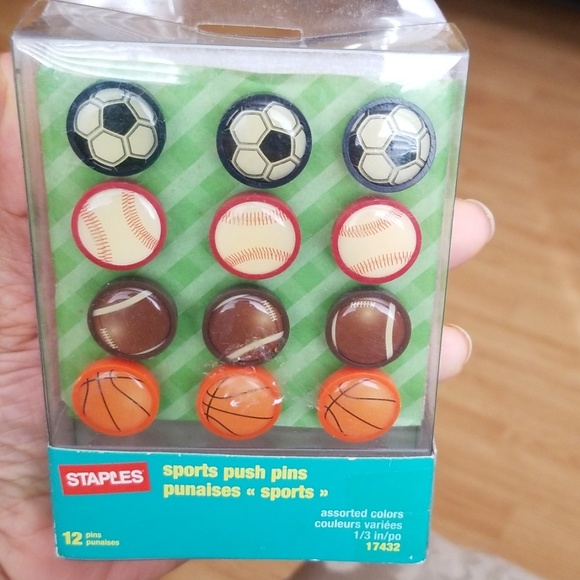 STAPLES
sports push pins
punaises « sports »
assorted colors
couleurs variées
1/3 in/po
17432
12 pins
punaises